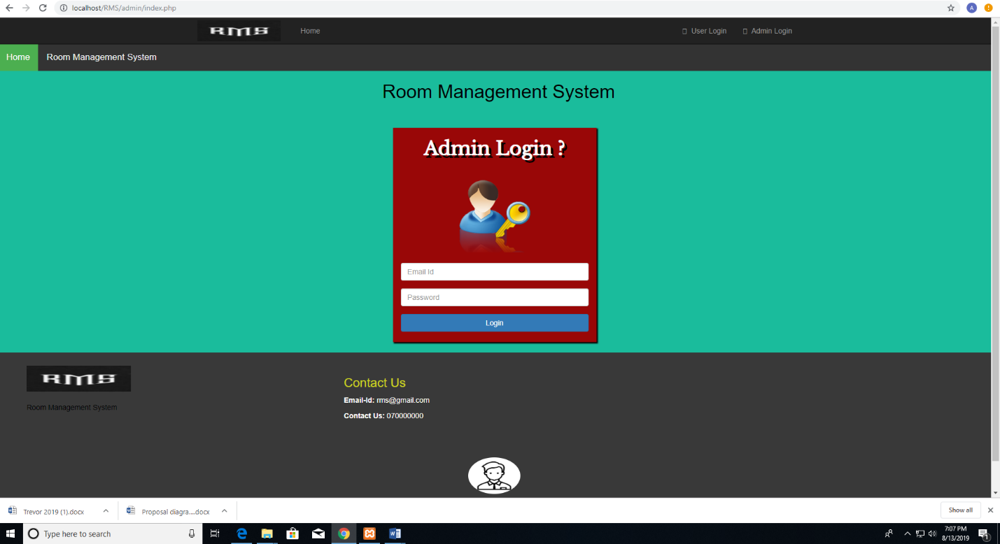 localhost/RMS/admin/index.php
A
RMS
Home
User Login
Admin Login
Home
Room Management System
Room Management System
Admin Login ?
Email Id
Password
Login
RMS
Room Management System
Contact Us
Email-Id: rms@gmail.com
Contact Us: 070000000
Trevor 2019 (1).docx
Proposal diagra....docx
Show all
Type here to search
7:07 PM
8/13/2019
1